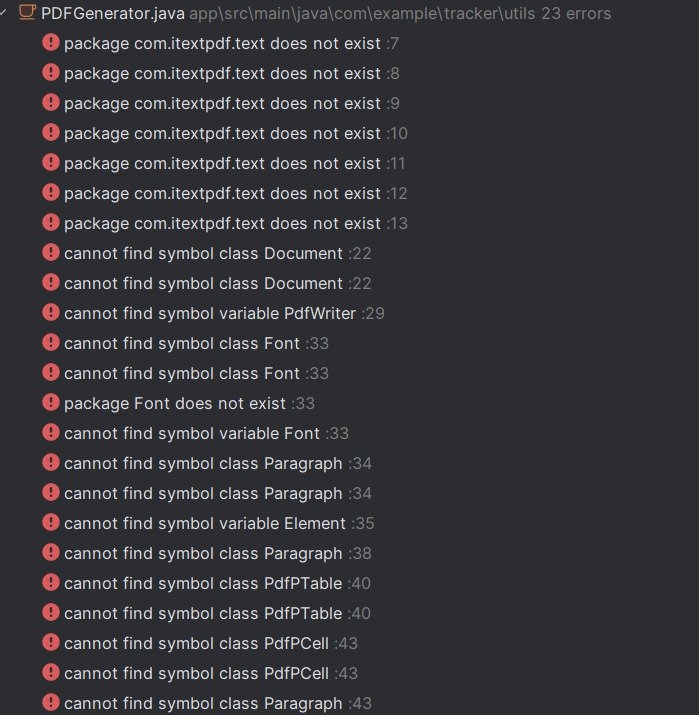 PDFGenerator.java app\src\main\java\com\example\tracker\utils 23 errors
package com.itextpdf.text does not exist :7
package com.itextpdf.text does not exist :8
package com.itextpdf.text does not exist :9
package com.itextpdf.text does not exist :10
package com.itextpdf.text does not exist :11
package com.itextpdf.text does not exist :12
package com.itextpdf.text does not exist :13
cannot find symbol class Document :22
cannot find symbol class Document :22
cannot find symbol variable PdfWriter :29
cannot find symbol class Font :33
cannot find symbol class Font :33
package Font does not exist :33
cannot find symbol variable Font :33
cannot find symbol class Paragraph :34
cannot find symbol class Paragraph :34
cannot find symbol variable Element :35
cannot find symbol class Paragraph :38
cannot find symbol class PdfPTable :40
cannot find symbol class PdfPTable :40
cannot find symbol class PdfPCell :43
cannot find symbol class PdfPCell :43
cannot find symbol class Paragraph :43